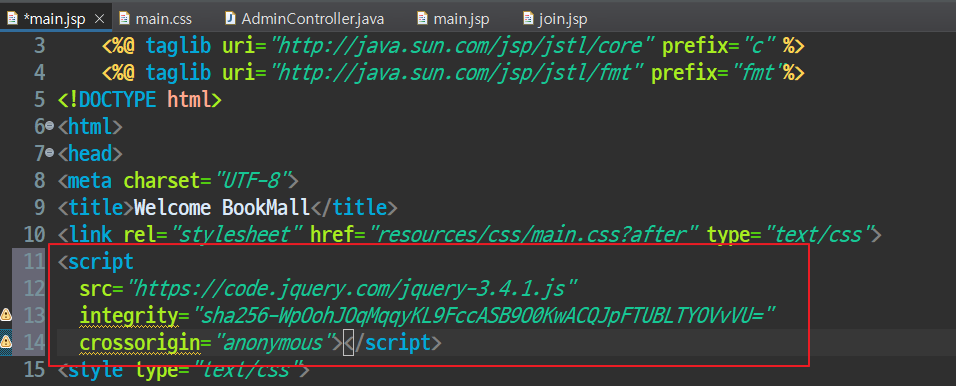 *main.jsp main.css AdminController.java main.jsp join.jsp
3 <%@ taglib uri="http://java.sun.com/jsp/jstl/core" prefix="c" %>
4 <%@ taglib uri="http://java.sun.com/jsp/jstl/fmt" prefix="fmt"%>
5 <!DOCTYPE html>
6 <html>
7 <head>
8 <meta charset="UTF-8">
9 <title>Welcome BookMall</title>
10 <link rel="stylesheet" href="resources/css/main.css?after" type="text/css">
11 <script
12 src="https://code.jquery.com/jquery-3.4.1.js"
13 integrity="sha256-WpOohJOqMqqyKL9FccASB9O0KwACQJpFTUBLTYOVvVU="
14 crossorigin="anonymous"></script>
15 <style type="text/css">